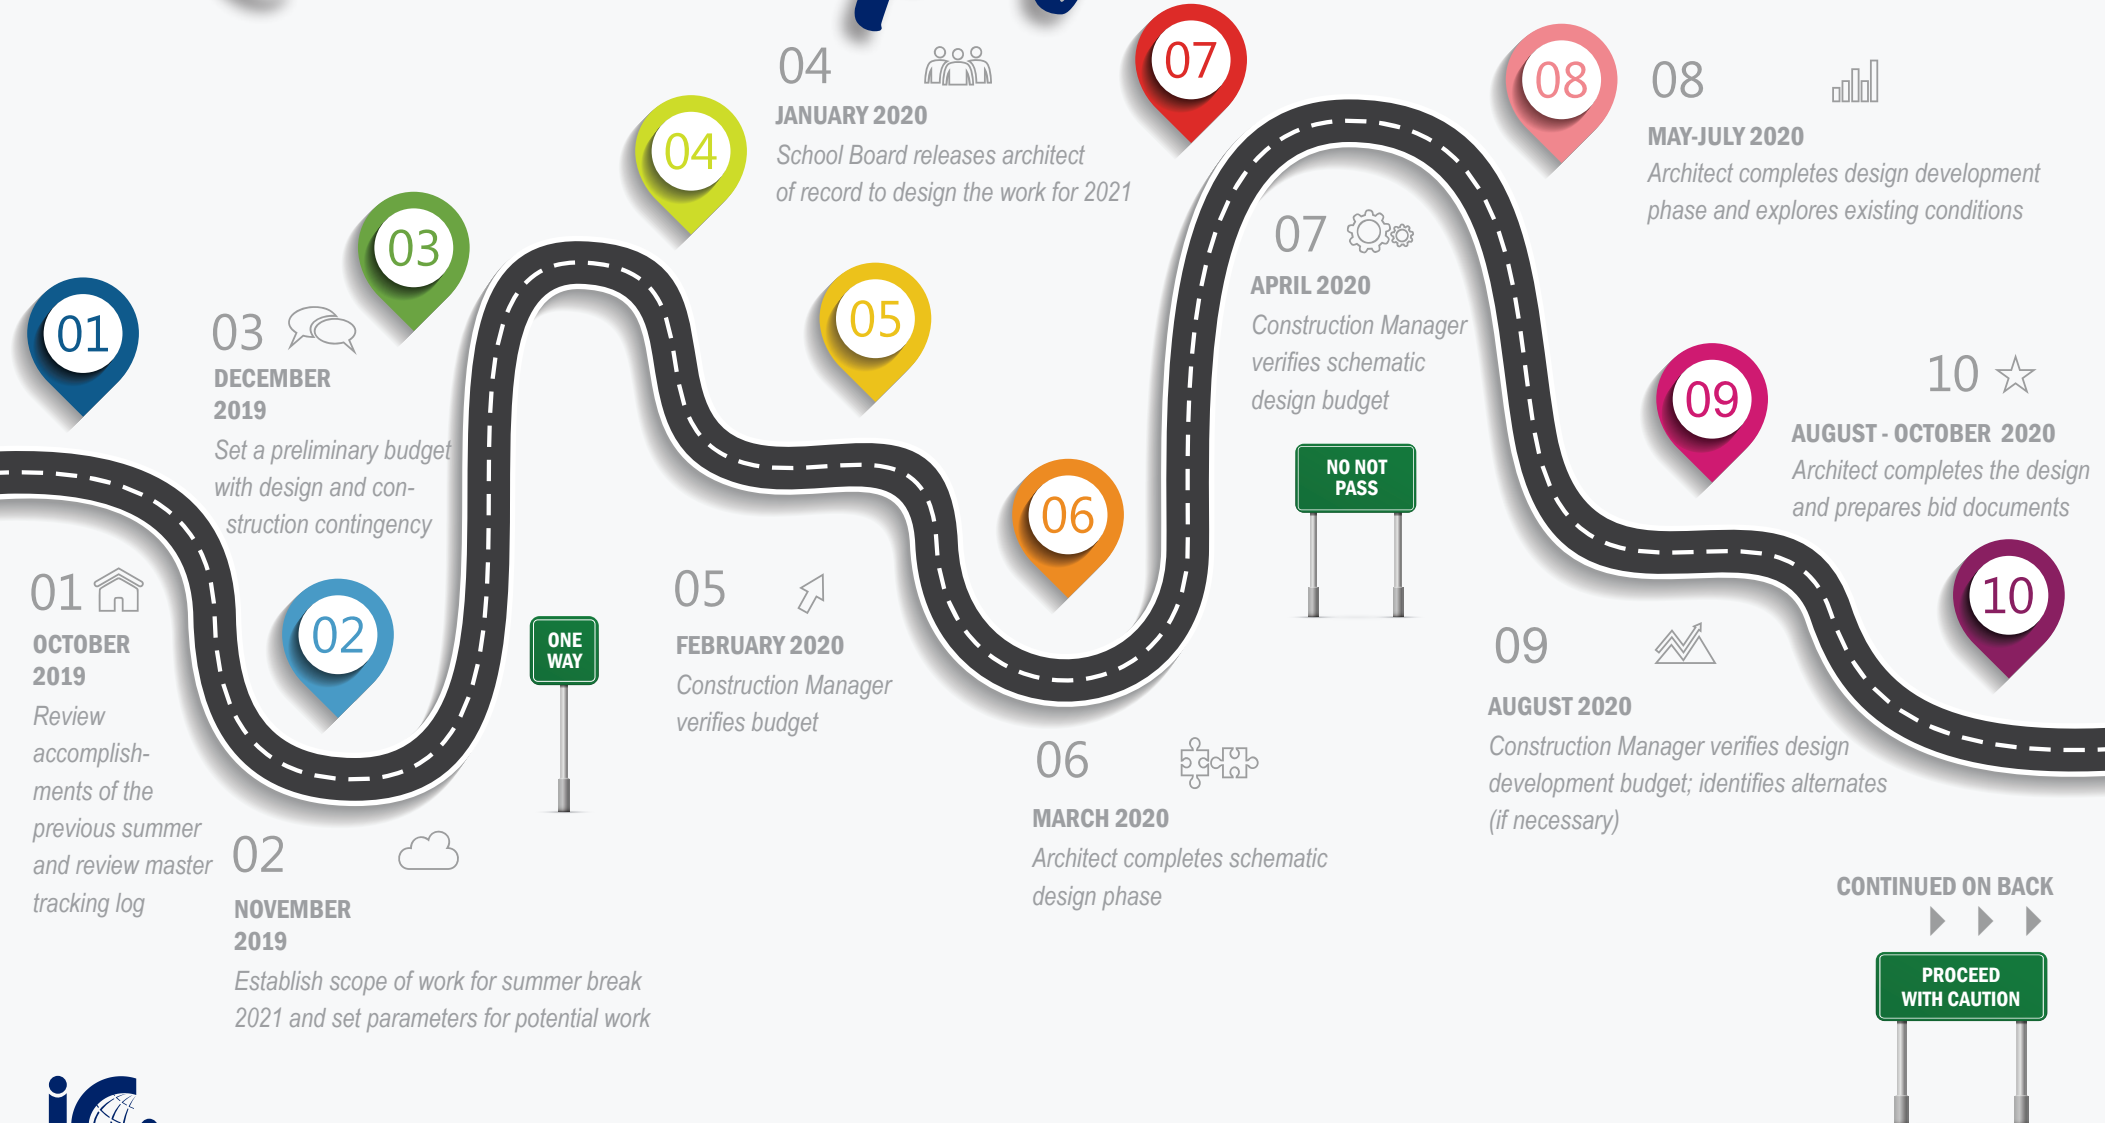 01
OCTOBER
2019
Review
accomplish-
ments of the
previous summer
and review master
tracking log
02
NOVEMBER
2019
Establish scope of work for summer break
2021 and set parameters for potential work
03
DECEMBER
2019
Set a preliminary budget
with design and con-
struction contingency
04
JANUARY 2020
School Board releases architect
of record to design the work for 2021
05
FEBRUARY 2020
Construction Manager
verifies budget
06
MARCH 2020
Architect completes schematic
design phase
07
APRIL 2020
Construction Manager
verifies schematic
design budget
08
MAY-JULY 2020
Architect completes design development
phase and explores existing conditions
09
AUGUST 2020
Construction Manager verifies design
development budget; identifies alternates
(if necessary)
10
AUGUST - OCTOBER 2020
Architect completes the design
and prepares bid documents
01
02
03
04
05
06
07
08
09
10
ONE
WAY
NO NOT
PASS
CONTINUED ON BACK
PROCEED
WITH CAUTION